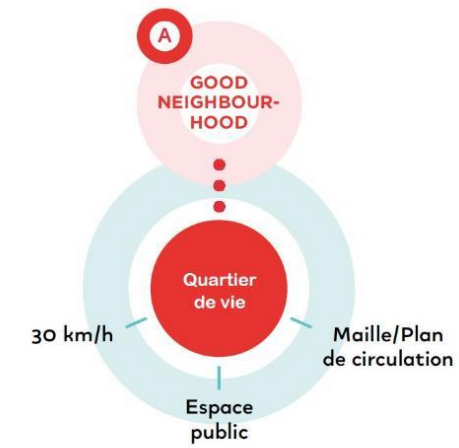 A
GOOD
NEIGHBOUR-
HOOD
Quartier
de vie
30 km/h
Maille/Plan
de circulation
Espace
public